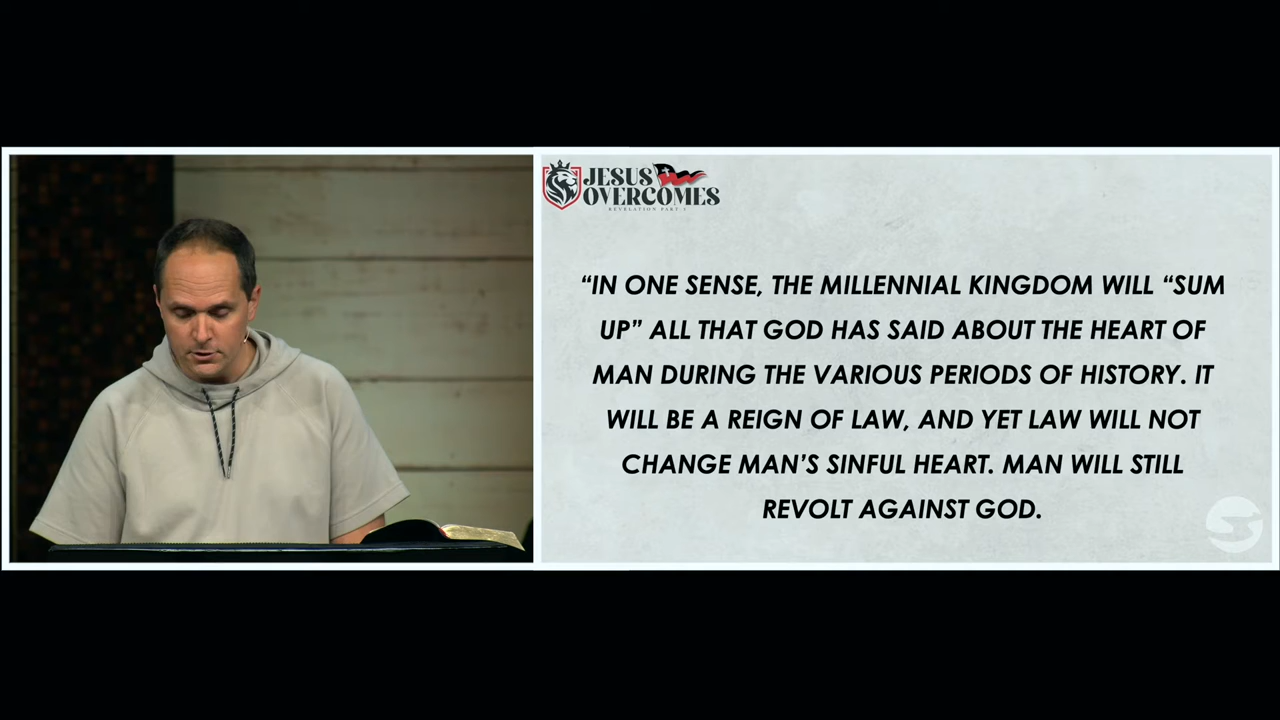 JESUS
OVERCOMES
“IN ONE SENSE, THE MILLENNIAL KINGDOM WILL “SUM
UP” ALL THAT GOD HAS SAID ABOUT THE HEART OF
MAN DURING THE VARIOUS PERIODS OF HISTORY. IT
WILL BE A REIGN OF LAW, AND YET LAW WILL NOT
CHANGE MAN’S SINFUL HEART. MAN WILL STILL
REVOLT AGAINST GOD.